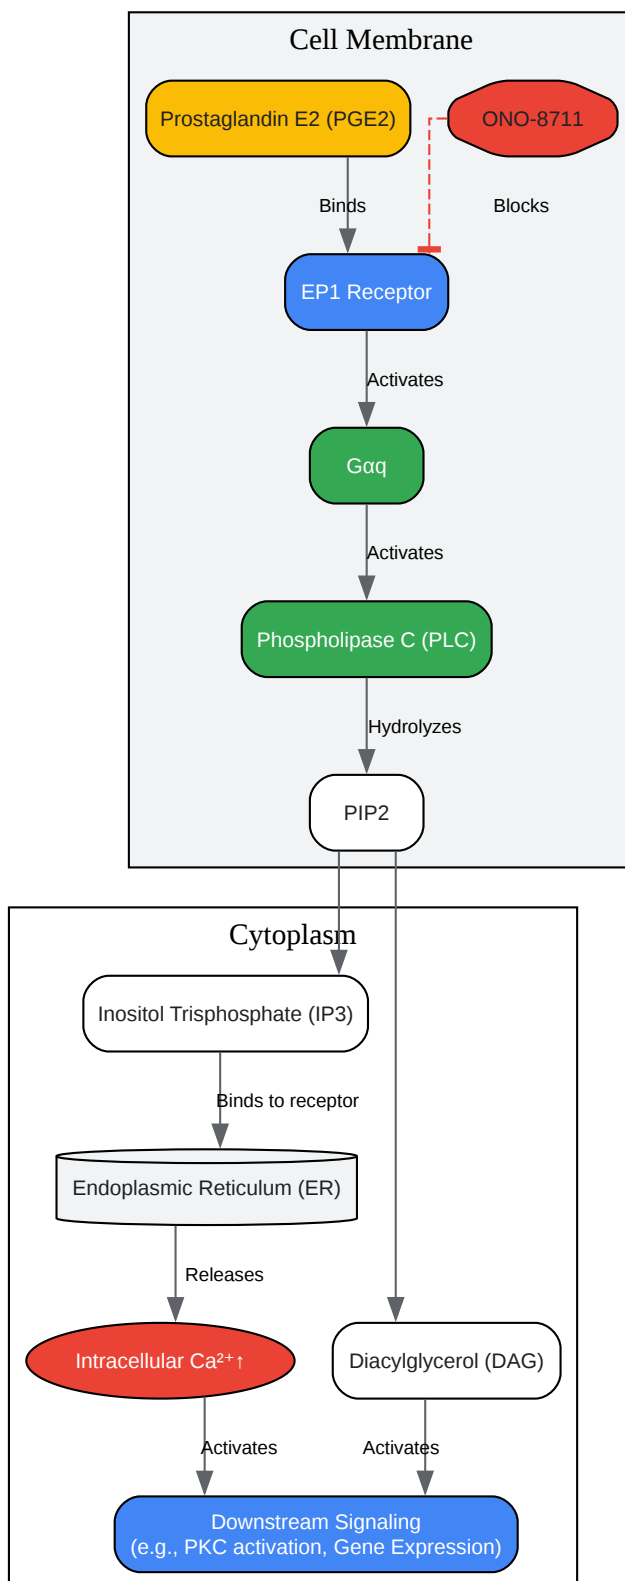 Cell Membrane
Prostaglandin E2 (PGE2)
ONO-8711
Binds
Blocks
EP1 Receptor
Activates
Gαq
Activates
Phospholipase C (PLC)
Hydrolyzes
PIP2
Cytoplasm
Inositol Trisphosphate (IP3)
Binds to receptor
Endoplasmic Reticulum (ER)
Releases
Intracellular Ca²⁺↑
Diacylglycerol (DAG)
Activates
Activates
Downstream Signaling
(e.g., PKC activation, Gene Expression)